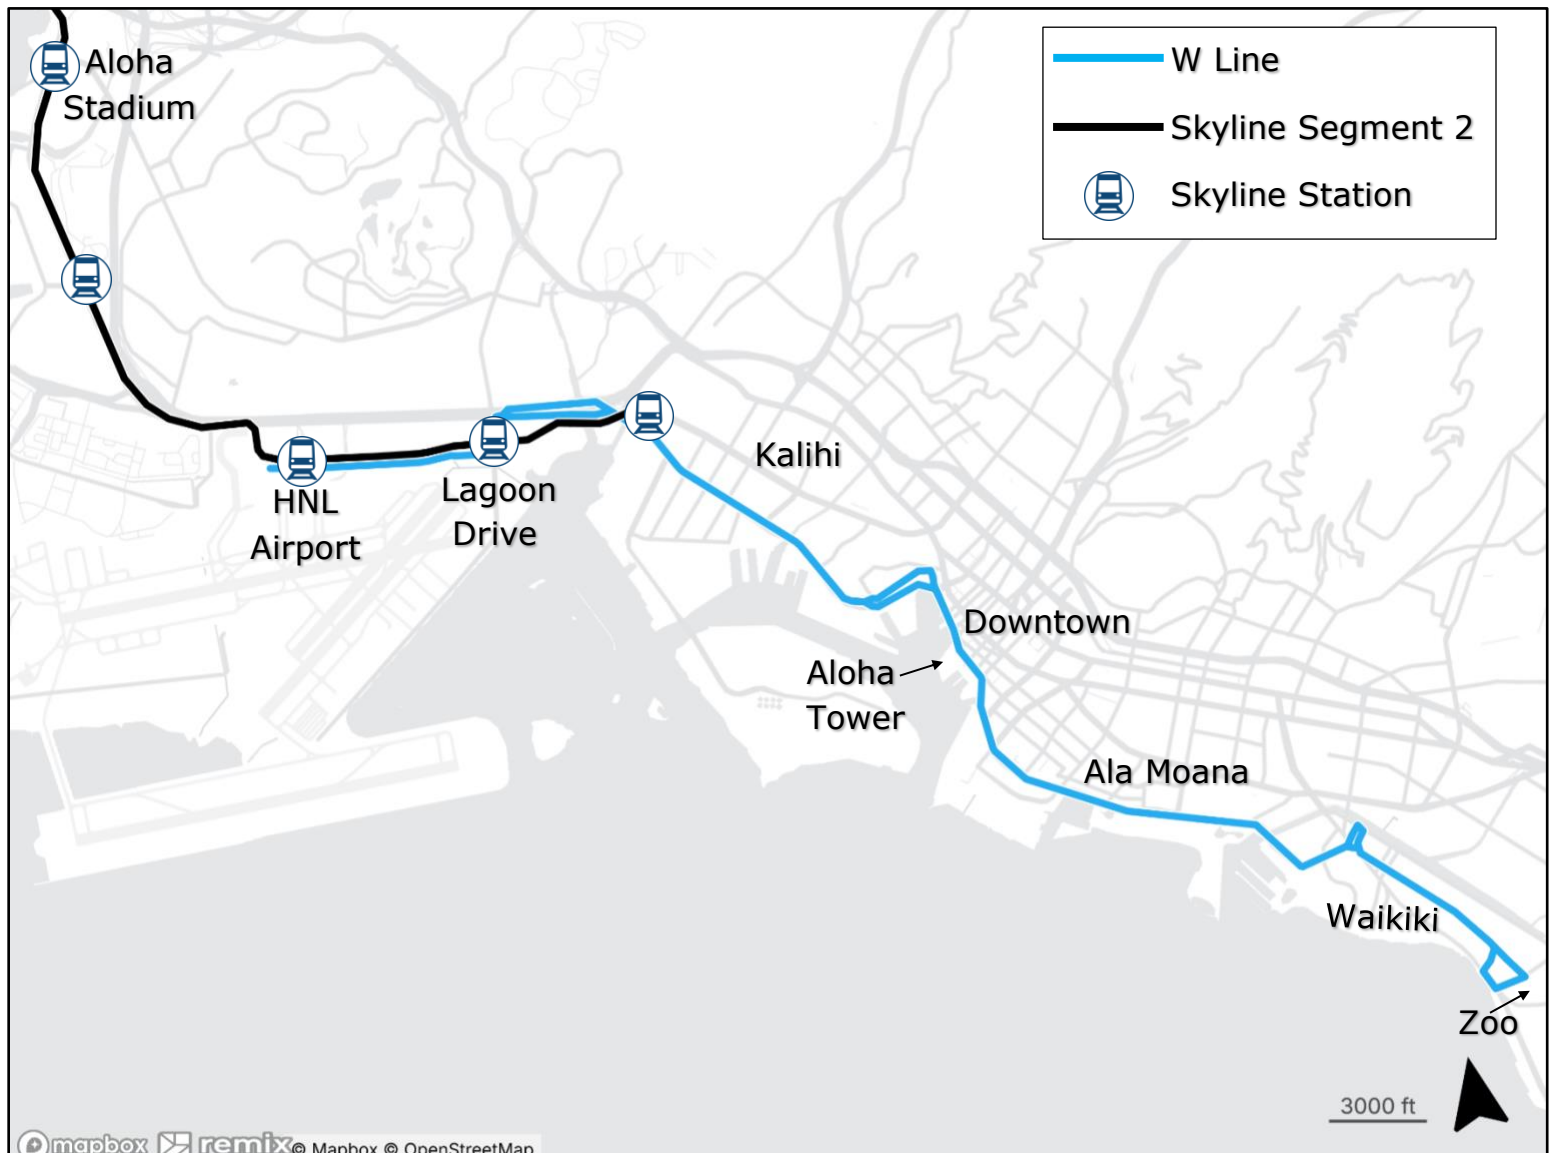 Aloha
Stadium
W Line
Skyline Segment 2
Skyline Station
Kalihi
HNL
Airport
Lagoon
Drive
Downtown
Aloha
Tower
Ala Moana
Waikiki
Zoo
3000 ft
mapbox remix © Mapbox © OpenStreetMap